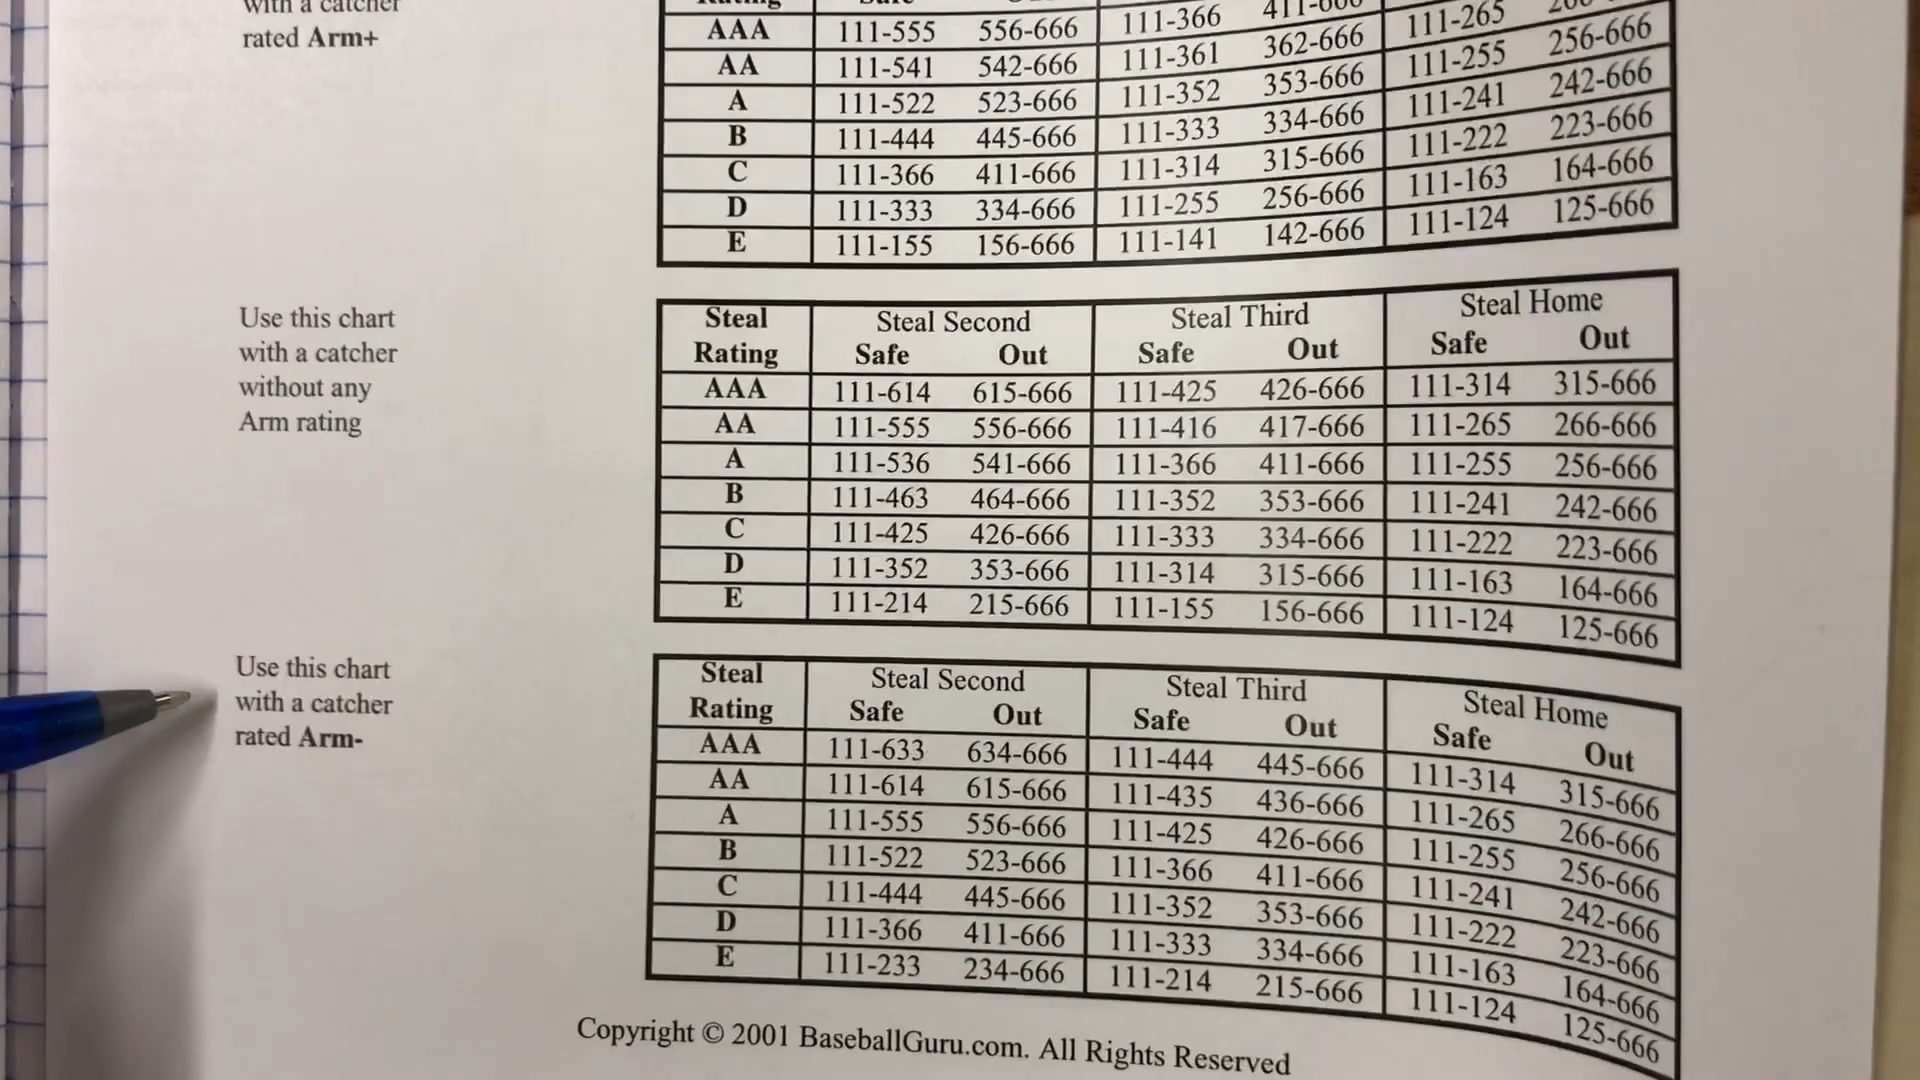 with a catcher
rated Arm+
Rating Safe Out
AAA 111-555 556-666 111-366 411-666 111-265
AA 111-541 542-666 111-361 362-666 111-255 256-666
A 111-522 523-666 111-352 353-666 111-241 242-666
B 111-444 445-666 111-333 334-666 111-222 223-666
C 111-366 411-666 111-314 315-666 111-163 164-666
D 111-333 334-666 111-255 256-666 111-124 125-666
E 111-155 156-666 111-141 142-666
Use this chart
with a catcher
without any
Arm rating
Steal Steal Second Steal Third Steal Home
Rating Safe Out Safe Out Safe Out
AAA 111-614 615-666 111-425 426-666 111-314 315-666
AA 111-555 556-666 111-416 417-666 111-265 266-666
A 111-536 541-666 111-366 411-666 111-255 256-666
B 111-463 464-666 111-352 353-666 111-241 242-666
C 111-425 426-666 111-333 334-666 111-222 223-666
D 111-352 353-666 111-314 315-666 111-163 164-666
E 111-214 215-666 111-155 156-666 111-124 125-666
Use this chart
with a catcher
rated Arm-
Steal Steal Second Steal Third Steal Home
Rating Safe Out Safe Out Safe Out
AAA 111-633 634-666 111-444 445-666 111-314 315-666
AA 111-614 615-666 111-435 436-666 111-265 266-666
A 111-555 556-666 111-425 426-666 111-255 256-666
B 111-522 523-666 111-366 411-666 111-241 242-666
C 111-444 445-666 111-352 353-666 111-222 223-666
D 111-366 411-666 111-333 334-666 111-163 164-666
E 111-233 234-666 111-214 215-666 111-124 125-666
Copyright © 2001 BaseballGuru.com. All Rights Reserved